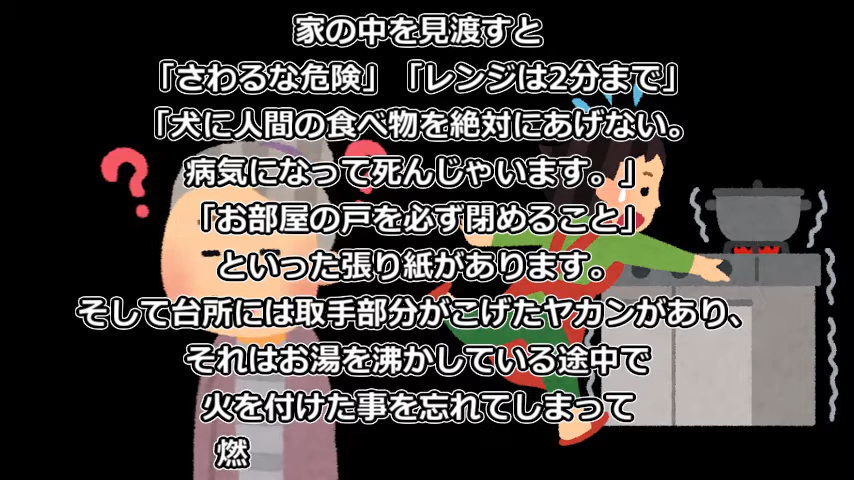 家の中を見渡すと
「さわるな危険」「レンジは2分まで」
「犬に人間の食べ物を絶対にあげない。
病気になって死んじゃいます。」
「お部屋の戸を必ず閉めること」
といった張り紙があります。
そして台所には取手部分がこげたヤカンがあり、
それはお湯を沸かしている途中で
火を付けた事を忘れてしまって
燃